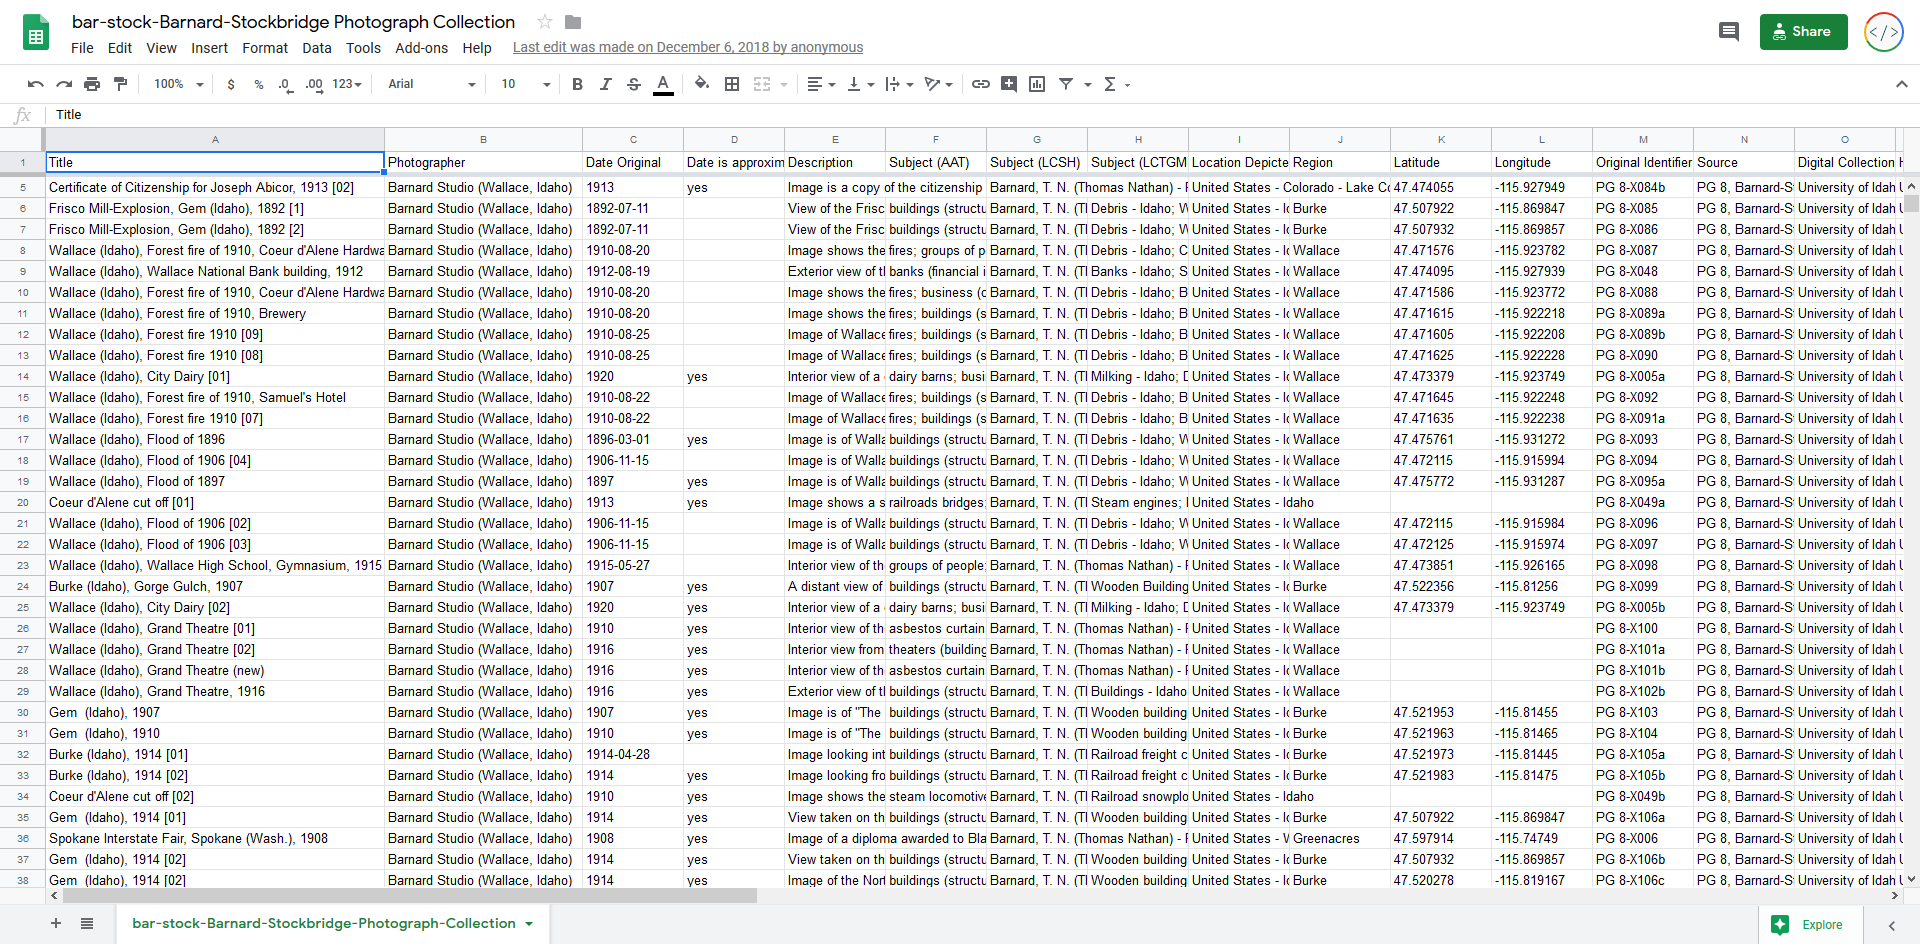 bar-stock-Barnard-Stockbridge Photograph Collection
File Edit View Insert Format Data Tools Add-ons Help Last edit was made on December 6, 2018 by anonymous
Share
100% $ % .0 .00 123 Arial 10 B I S A
fx Title
A B C D E F G H I J K L M N O
1 Title Photographer Date Original Date is approxim Description Subject (AAT) Subject (LCSH) Subject (LCTGM Location Depicte Region Latitude Longitude Original Identifier Source Digital Collection
5 Certificate of Citizenship for Joseph Abicor, 1913 [02] Barnard Studio (Wallace, Idaho) 1913 yes Image is a copy of the citizenship Barnard, T. N. (Thomas Nathan) - United States - Colorado - Lake 47.474055 -115.927949 PG 8-X084b PG 8, Barnard-S University of Idah
6 Frisco Mill-Explosion, Gem (Idaho), 1892 [1] Barnard Studio (Wallace, Idaho) 1892-07-11 View of the Frisc buildings (structu Barnard, T. N. Debris - Idaho; W United States - Burke 47.507922 -115.869847 PG 8-X085 PG 8, Barnard-S University of Idah
7 Frisco Mill-Explosion, Gem (Idaho), 1892 [2] Barnard Studio (Wallace, Idaho) 1892-07-11 View of the Frisc buildings (structu Barnard, T. N. Debris - Idaho; W United States - Burke 47.507932 -115.869857 PG 8-X086 PG 8, Barnard-S University of Idah
8 Wallace (Idaho), Forest fire of 1910, Coeur d'Alene Hardwa Barnard Studio (Wallace, Idaho) 1910-08-20 Image shows the fires; groups of p Barnard, T. N. Debris - Idaho; C United States - Wallace 47.471576 -115.923782 PG 8-X087 PG 8, Barnard-S University of Idah
9 Wallace (Idaho), Wallace National Bank building, 1912 Barnard Studio (Wallace, Idaho) 1912-08-19 Exterior view of banks (financial i Barnard, T. N. Banks - Idaho; S United States - Wallace 47.474095 -115.927939 PG 8-X048 PG 8, Barnard-S University of Idah
10 Wallace (Idaho), Forest fire of 1910, Coeur d'Alene Hardwa Barnard Studio (Wallace, Idaho) 1910-08-20 Image shows the fires; business Barnard, T. N. Debris - Idaho; B United States - Wallace 47.471586 -115.923772 PG 8-X088 PG 8, Barnard-S University of Idah
11 Wallace (Idaho), Forest fire of 1910, Brewery Barnard Studio (Wallace, Idaho) 1910-08-20 Image shows the fires; buildings (s Barnard, T. N. Debris - Idaho; B United States - Wallace 47.471615 -115.922218 PG 8-X089a PG 8, Barnard-S University of Idah
12 Wallace (Idaho), Forest fire 1910 [09] Barnard Studio (Wallace, Idaho) 1910-08-25 Image of Wallace fires; buildings (s Barnard, T. N. Debris - Idaho; B United States - Wallace 47.471605 -115.922208 PG 8-X089b PG 8, Barnard-S University of Idah
13 Wallace (Idaho), Forest fire 1910 [08] Barnard Studio (Wallace, Idaho) 1910-08-25 Image of Wallace fires; buildings (s Barnard, T. N. Debris - Idaho; B United States - Wallace 47.471625 -115.922228 PG 8-X090 PG 8, Barnard-S University of Idah
14 Wallace (Idaho), City Dairy [01] Barnard Studio (Wallace, Idaho) 1920 yes Interior view of a dairy barns; busi Barnard, T. N. Milking - Idaho; United States - Wallace 47.473379 -115.923749 PG 8-X005a PG 8, Barnard-S University of Idah
15 Wallace (Idaho), Forest fire of 1910, Samuel's Hotel Barnard Studio (Wallace, Idaho) 1910-08-22 Image of Wallace fires; buildings (s Barnard, T. N. Debris - Idaho; B United States - Wallace 47.471645 -115.922248 PG 8-X092 PG 8, Barnard-S University of Idah
16 Wallace (Idaho), Forest fire 1910 [07] Barnard Studio (Wallace, Idaho) 1910-08-22 Image of Wallace fires; buildings (s Barnard, T. N. Debris - Idaho; B United States - Wallace 47.471635 -115.922238 PG 8-X091a PG 8, Barnard-S University of Idah
17 Wallace (Idaho), Flood of 1896 Barnard Studio (Wallace, Idaho) 1896-03-01 yes Image is of Walla buildings (structu Barnard, T. N. Debris - Idaho; W United States - Wallace 47.475761 -115.931272 PG 8-X093 PG 8, Barnard-S University of Idah
18 Wallace (Idaho), Flood of 1906 [04] Barnard Studio (Wallace, Idaho) 1906-11-15 Image is of Walla buildings (structu Barnard, T. N. Debris - Idaho; W United States - Wallace 47.472115 -115.915994 PG 8-X094 PG 8, Barnard-S University of Idah
19 Wallace (Idaho), Flood of 1897 Barnard Studio (Wallace, Idaho) 1897 yes Image is of Walla buildings (structu Barnard, T. N. Debris - Idaho; W United States - Wallace 47.475772 -115.931287 PG 8-X095a PG 8, Barnard-S University of Idah
20 Coeur d'Alene cut off [01] Barnard Studio (Wallace, Idaho) 1913 yes Image shows a s railroads bridges; Barnard, T. N. Steam engines; United States - Idaho PG 8-X049a PG 8, Barnard-S University of Idah
21 Wallace (Idaho), Flood of 1906 [02] Barnard Studio (Wallace, Idaho) 1906-11-15 Image is of Walla buildings (structu Barnard, T. N. Debris - Idaho; W United States - Wallace 47.472115 -115.915984 PG 8-X096 PG 8, Barnard-S University of Idah
22 Wallace (Idaho), Flood of 1906 [03] Barnard Studio (Wallace, Idaho) 1906-11-15 Image is of Walla buildings (structu Barnard, T. N. Debris - Idaho; W United States - Wallace 47.472125 -115.915974 PG 8-X097 PG 8, Barnard-S University of Idah
23 Wallace (Idaho), Wallace High School, Gymnasium, 1915 Barnard Studio (Wallace, Idaho) 1915-05-27 Interior view of th groups of people; Barnard, T. N. (Thomas Nathan) - United States - Wallace 47.473851 -115.926165 PG 8-X098 PG 8, Barnard-S University of Idah
24 Burke (Idaho), Gorge Gulch, 1907 Barnard Studio (Wallace, Idaho) 1907 yes A distant view of buildings (structu Barnard, T. N. Wooden Building United States - Burke 47.522356 -115.81256 PG 8-X099 PG 8, Barnard-S University of Idah
25 Wallace (Idaho), City Dairy [02] Barnard Studio (Wallace, Idaho) 1920 yes Interior view of a dairy barns; busi Barnard, T. N. Milking - Idaho; United States - Wallace 47.473379 -115.923749 PG 8-X005b PG 8, Barnard-S University of Idah
26 Wallace (Idaho), Grand Theatre [01] Barnard Studio (Wallace, Idaho) 1910 yes Interior view of th asbestos curtain Barnard, T. N. (Thomas Nathan) - United States - Wallace PG 8-X100 PG 8, Barnard-S University of Idah
27 Wallace (Idaho), Grand Theatre [02] Barnard Studio (Wallace, Idaho) 1916 yes Interior view from theaters (building Barnard, T. N. (Thomas Nathan) - United States - Wallace PG 8-X101a PG 8, Barnard-S University of Idah
28 Wallace (Idaho), Grand Theatre (new) Barnard Studio (Wallace, Idaho) 1916 yes Interior view of th asbestos curtain Barnard, T. N. (Thomas Nathan) - United States - Wallace PG 8-X101b PG 8, Barnard-S University of Idah
29 Wallace (Idaho), Grand Theatre, 1916 Barnard Studio (Wallace, Idaho) 1916 yes Exterior view of buildings (structu Barnard, T. N. Buildings - Idaho United States - Wallace PG 8-X102b PG 8, Barnard-S University of Idah
30 Gem (Idaho), 1907 Barnard Studio (Wallace, Idaho) 1907 yes Image is of "The buildings (structu Barnard, T. N. Wooden building United States - Burke 47.521953 -115.81455 PG 8-X103 PG 8, Barnard-S University of Idah
31 Gem (Idaho), 1910 Barnard Studio (Wallace, Idaho) 1910 yes Image is of "The buildings (structu Barnard, T. N. Wooden building United States - Burke 47.521963 -115.81465 PG 8-X104 PG 8, Barnard-S University of Idah
32 Burke (Idaho), 1914 [01] Barnard Studio (Wallace, Idaho) 1914-04-28 Image looking int buildings (structu Barnard, T. N. Railroad freight c United States - Burke 47.521973 -115.81445 PG 8-X105a PG 8, Barnard-S University of Idah
33 Burke (Idaho), 1914 [02] Barnard Studio (Wallace, Idaho) 1914 yes Image looking fro buildings (structu Barnard, T. N. Railroad freight c United States - Burke 47.521983 -115.81475 PG 8-X105b PG 8, Barnard-S University of Idah
34 Coeur d'Alene cut off [02] Barnard Studio (Wallace, Idaho) 1910 yes Image shows the steam locomotive Barnard, T. N. Railroad snowplo United States - Idaho PG 8-X049b PG 8, Barnard-S University of Idah
35 Gem (Idaho), 1914 [01] Barnard Studio (Wallace, Idaho) 1914 yes View taken on th buildings (structu Barnard, T. N. Wooden building United States - Burke 47.507922 -115.869847 PG 8-X106a PG 8, Barnard-S University of Idah
36 Spokane Interstate Fair, Spokane (Wash.), 1908 Barnard Studio (Wallace, Idaho) 1908 yes Image of a diploma awarded to Bla Barnard, T. N. (Thomas Nathan) - United States - Greenacres 47.597914 -115.74749 PG 8-X006 PG 8, Barnard-S University of Idah
37 Gem (Idaho), 1914 [02] Barnard Studio (Wallace, Idaho) 1914 yes View taken on th buildings (structu Barnard, T. N. Wooden building United States - Burke 47.507932 -115.869857 PG 8-X106b PG 8, Barnard-S University of Idah
38 Gem (Idaho), 1914 [02] Barnard Studio (Wallace, Idaho) 1914 yes Image of the Nort buildings (structu Barnard, T. N. Wooden building United States - Burke 47.520278 -115.819167 PG 8-X106c PG 8, Barnard-S University of Idah
bar-stock-Barnard-Stockbridge-Photograph-Collection Explore